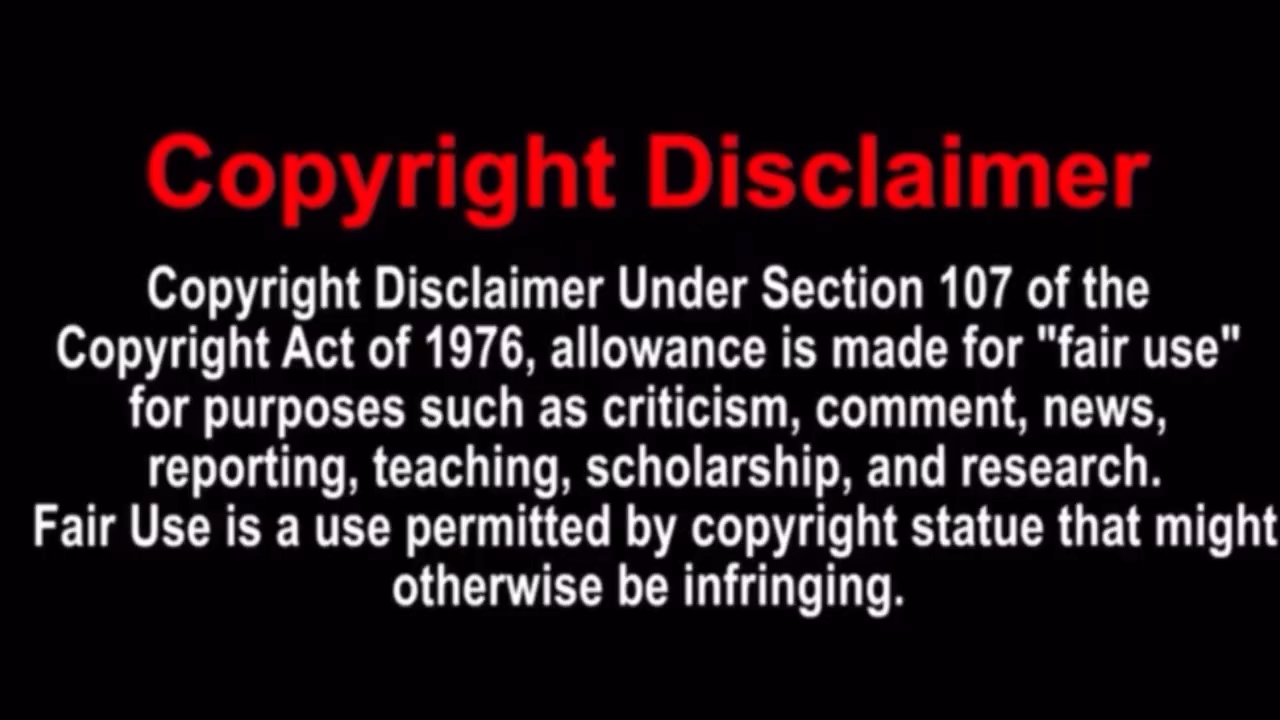 Copyright Disclaimer
Copyright Disclaimer Under Section 107 of the
Copyright Act of 1976, allowance is made for "fair use"
for purposes such as criticism, comment, news,
reporting, teaching, scholarship, and research.
Fair Use is a use permitted by copyright statue that might
otherwise be infringing.